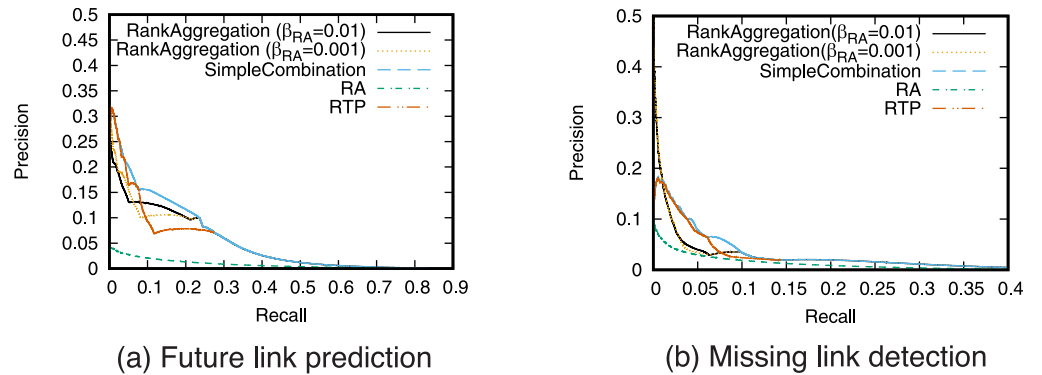 0.5
0.45
0.4
0.35
0.3
0.25
0.2
0.15
0.1
0.05
0
Precision
RankAggregation (βRA=0.01)
RankAggregation (βRA=0.001)
SimpleCombination
RA
RTP
0 0.1 0.2 0.3 0.4 0.5 0.6 0.7 0.8 0.9
Recall
(a) Future link prediction
0.5
0.4
0.3
0.2
0.1
0
Precision
RankAggregation(βRA=0.01)
RankAggregation(βRA=0.001)
SimpleCombination
RA
RTP
0 0.05 0.1 0.15 0.2 0.25 0.3 0.35 0.4
Recall
(b) Missing link detection